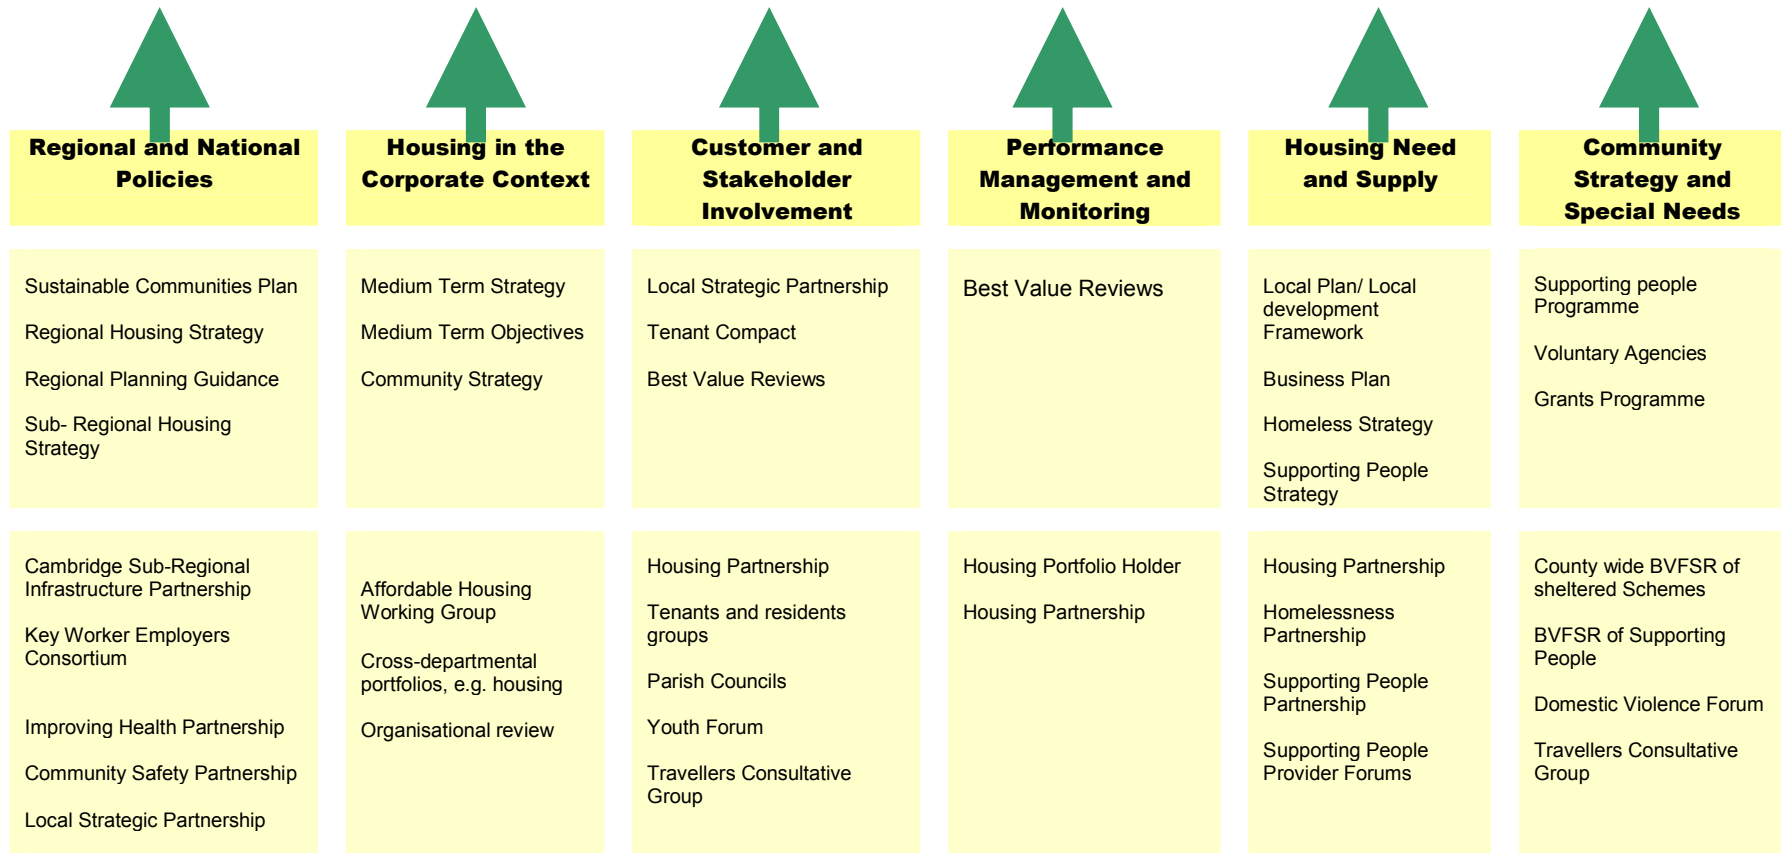 Regional and National
Policies
Housing in the
Corporate Context
Customer and
Stakeholder
Involvement
Performance
Management and
Monitoring
Housing Need
and Supply
Community
Strategy and
Special Needs
Sustainable Communities Plan
Regional Housing Strategy
Regional Planning Guidance
Sub- Regional Housing
Strategy
Medium Term Strategy
Medium Term Objectives
Community Strategy
Local Strategic Partnership
Tenant Compact
Best Value Reviews
Best Value Reviews
Local Plan/ Local
development
Framework
Business Plan
Homeless Strategy
Supporting People
Strategy
Supporting people
Programme
Voluntary Agencies
Grants Programme
Cambridge Sub-Regional
Infrastructure Partnership
Key Worker Employers
Consortium
Improving Health Partnership
Community Safety Partnership
Local Strategic Partnership
Affordable Housing
Working Group
Cross-departmental
portfolios, e.g. housing
Organisational review
Housing Partnership
Tenants and residents
groups
Parish Councils
Youth Forum
Travellers Consultative
Group
Housing Portfolio Holder
Housing Partnership
Housing Partnership
Homelessness
Partnership
Supporting People
Partnership
Supporting People
Provider Forums
County wide BVFSR of
sheltered Schemes
BVFSR of Supporting
People
Domestic Violence Forum
Travellers Consultative
Group